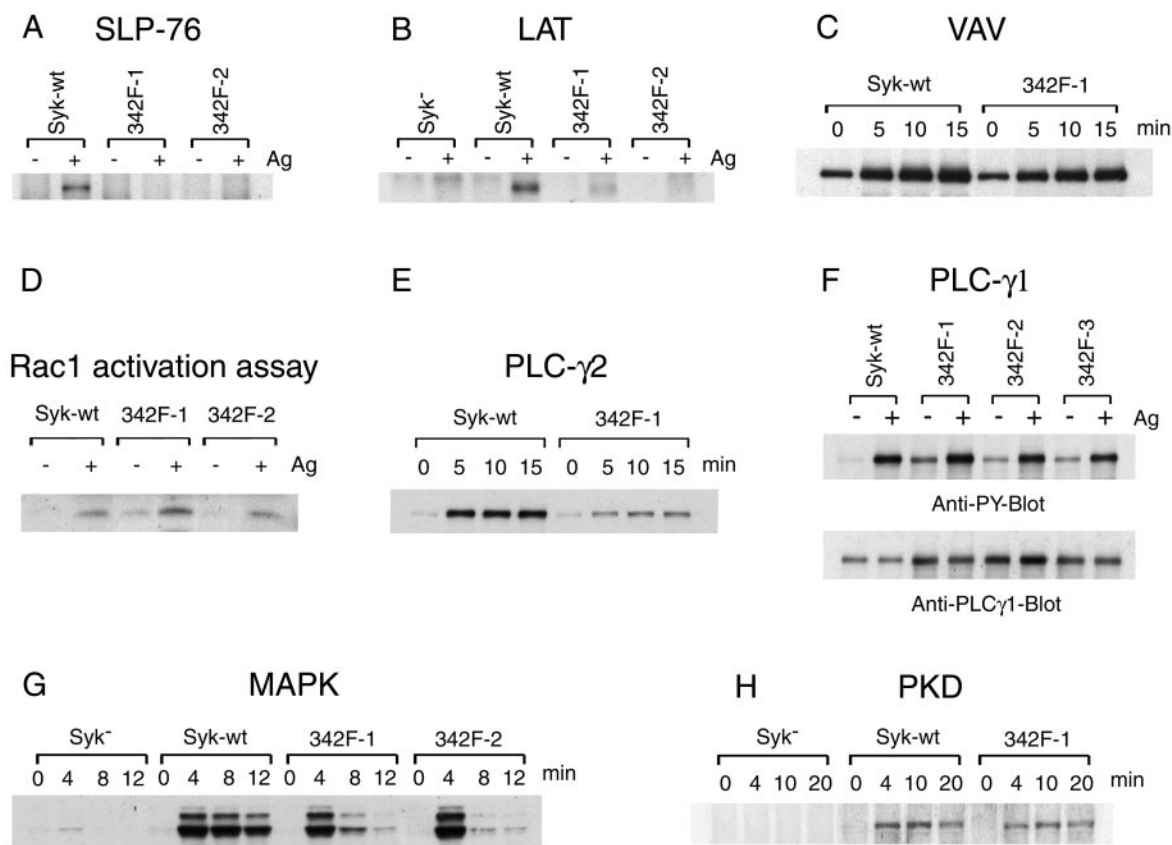 A SLP-76
Syk-wt 342F-1 342F-2
- + - + - + Ag
B LAT
Syk⁻ Syk-wt 342F-1 342F-2
- + - + - + - + Ag
C VAV
Syk-wt 342F-1
0 5 10 15 0 5 10 15 min
D
Rac1 activation assay
Syk-wt 342F-1 342F-2
- + - + - + Ag
E
PLC-γ2
Syk-wt 342F-1
0 5 10 15 0 5 10 15 min
F PLC-γ1
Syk-wt 342F-1 342F-2 342F-3
- + - + - + - + Ag
Anti-PY-Blot
Anti-PLCγ1-Blot
G MAPK
Syk⁻ Syk-wt 342F-1 342F-2
0 4 8 12 0 4 8 12 0 4 8 12 0 4 8 12 min
H PKD
Syk⁻ Syk-wt 342F-1
0 4 10 20 0 4 10 20 0 4 10 20 min